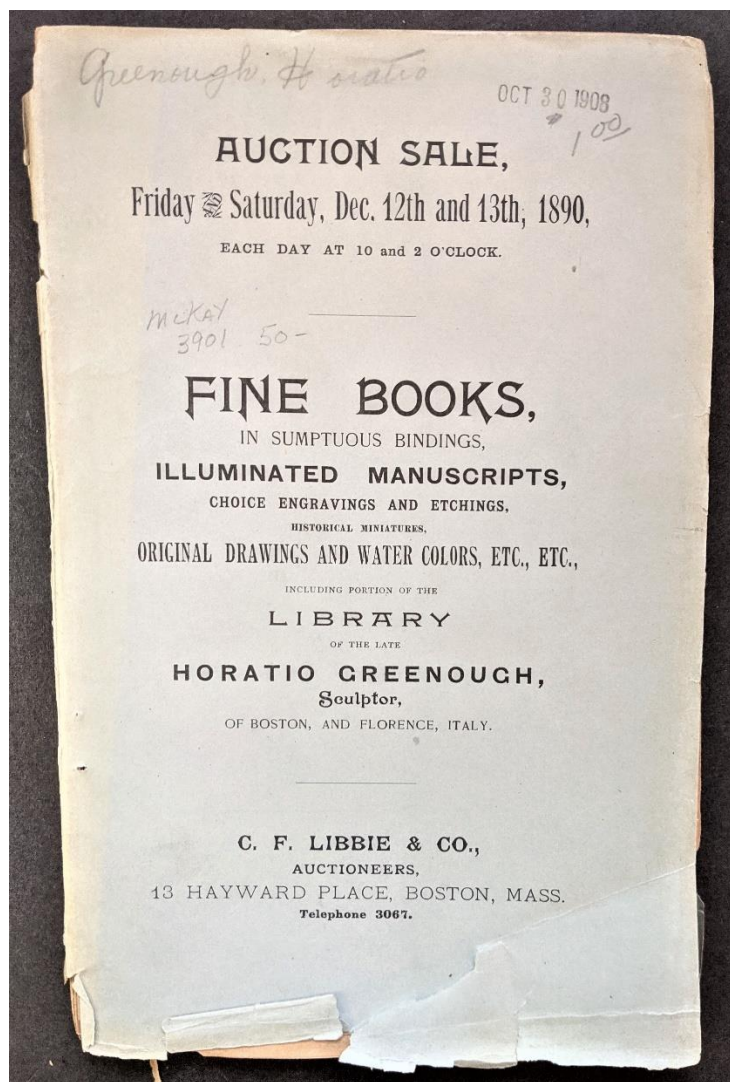 Greenough. Horatio
OCT 30 1908
1 00
AUCTION SALE,
Friday and Saturday, Dec. 12th and 13th, 1890,
EACH DAY AT 10 and 2 O'CLOCK.
McKAY
3901 50-
FINE BOOKS,
IN SUMPTUOUS BINDINGS,
ILLUMINATED MANUSCRIPTS,
CHOICE ENGRAVINGS AND ETCHINGS,
HISTORICAL MINIATURES,
ORIGINAL DRAWINGS AND WATER COLORS, ETC., ETC.,
INCLUDING PORTION OF THE
LIBRARY
OF THE LATE
HORATIO GREENOUGH,
Sculptor,
OF BOSTON, AND FLORENCE, ITALY.
C. F. LIBBIE & CO.,
AUCTIONEERS,
13 HAYWARD PLACE, BOSTON, MASS.
Telephone 3067.